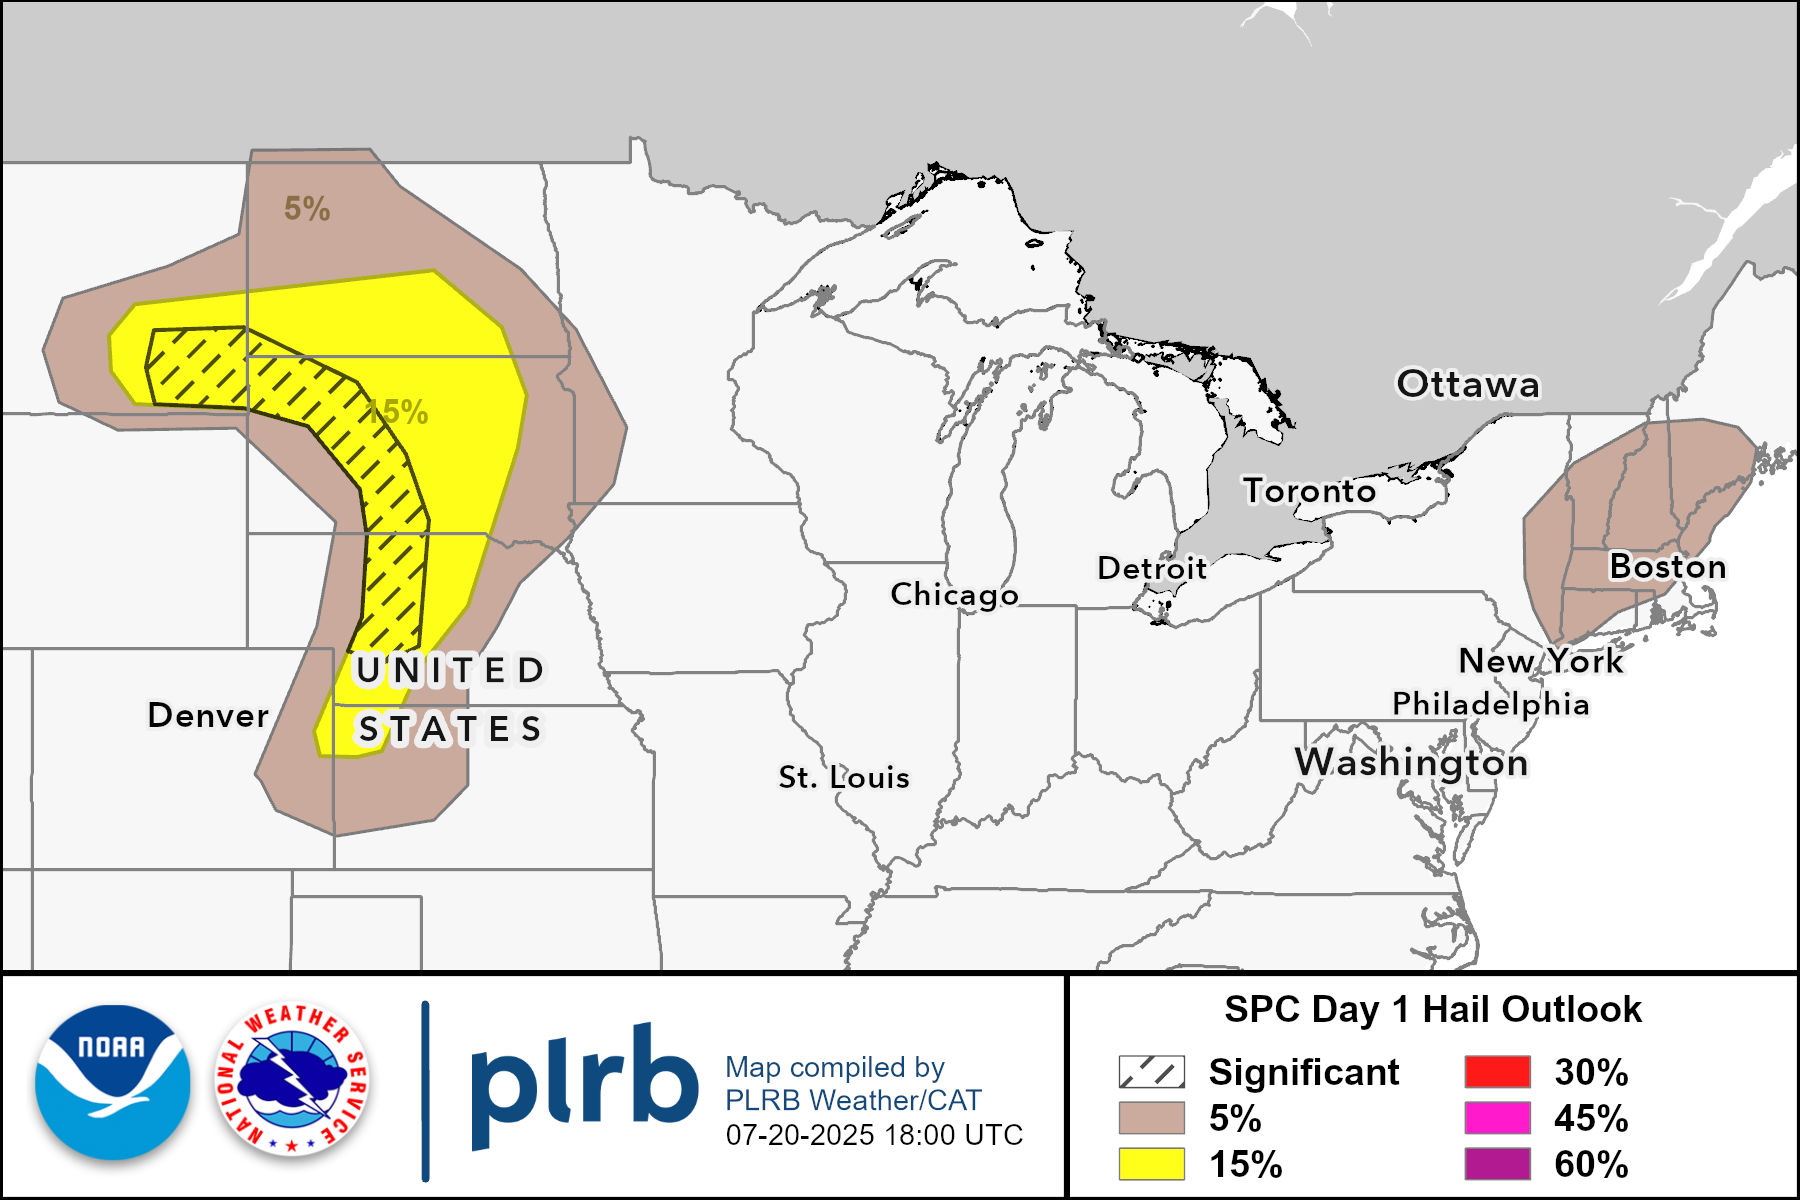 5%
15%
Ottawa
Toronto
Boston
Detroit
Chicago
New York
UNITED
Philadelphia
Denver
STATES
Washington
St. Louis
NOAA
NATIONAL WEATHER SERVICE
plrb
Map compiled by
PLRB Weather/CAT
07-20-2025 18:00 UTC
SPC Day 1 Hail Outlook
Significant
5%
15%
30%
45%
60%